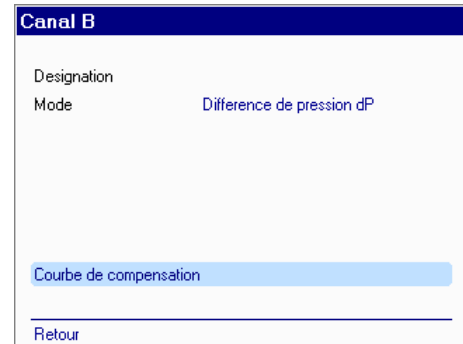 Canal B
Designation
Mode Difference de pression dP
Courbe de compensation
Retour